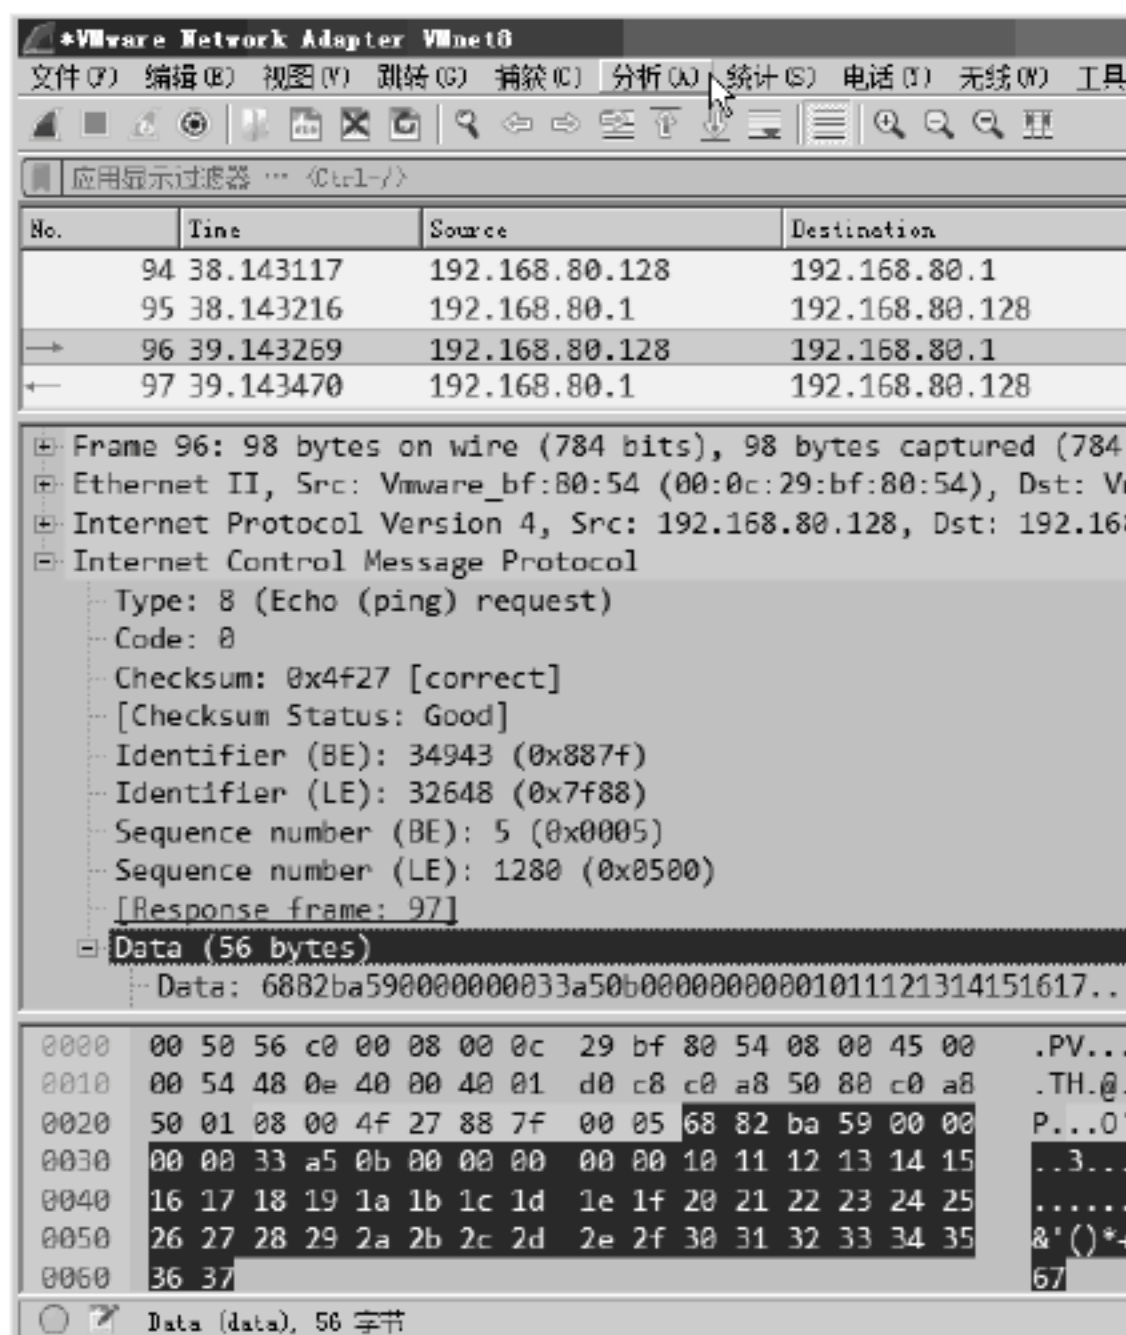 *VMware Network Adapter VMnet8
文件(F) 编辑(E) 视图(V) 跳转(G) 捕获(C) 分析(A) 统计(S) 电话(Y) 无线(W) 工具
应用显示过滤器 … <Ctrl-/>
No. Time Source Destination
94 38.143117 192.168.80.128 192.168.80.1
95 38.143216 192.168.80.1 192.168.80.128
96 39.143269 192.168.80.128 192.168.80.1
97 39.143470 192.168.80.1 192.168.80.128
Frame 96: 98 bytes on wire (784 bits), 98 bytes captured (784
Ethernet II, Src: Vmware_bf:80:54 (00:0c:29:bf:80:54), Dst: Vm
Internet Protocol Version 4, Src: 192.168.80.128, Dst: 192.168
Internet Control Message Protocol
Type: 8 (Echo (ping) request)
Code: 0
Checksum: 0x4f27 [correct]
[Checksum Status: Good]
Identifier (BE): 34943 (0x887f)
Identifier (LE): 32648 (0x7f88)
Sequence number (BE): 5 (0x0005)
Sequence number (LE): 1280 (0x0500)
[Response frame: 97]
Data (56 bytes)
Data: 6882ba590000000033a50b00000000001011121314151617..
0000 00 50 56 c0 00 08 00 0c 29 bf 80 54 08 00 45 00 .PV...
0010 00 54 48 0e 40 00 40 01 d0 c8 c0 a8 50 80 c0 a8 .TH.@.
0020 50 01 08 00 4f 27 88 7f 00 05 68 82 ba 59 00 00 P...O'
0030 00 00 33 a5 0b 00 00 00 00 00 10 11 12 13 14 15 ..3...
0040 16 17 18 19 1a 1b 1c 1d 1e 1f 20 21 22 23 24 25 ......
0050 26 27 28 29 2a 2b 2c 2d 2e 2f 30 31 32 33 34 35 &'()*+
0060 36 37 67
Data (data), 56 字节